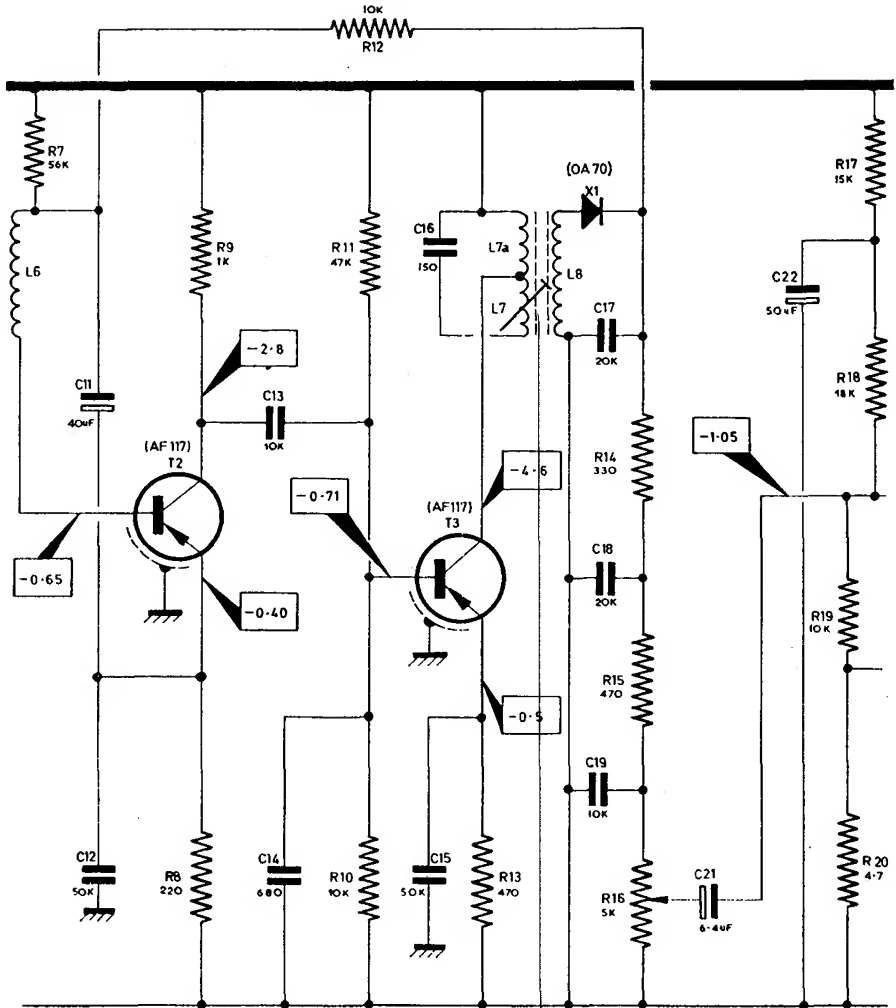 10K
R12
R7
56K
(OA70)
X1
R17
15K
C16
150
L7a
R9
1K
R11
47K
L6
L8
C22
50uF
L7
C17
20K
-2·8
R18
18K
C11
40uF
C13
10K
R14
330
-1·05
(AF117)
T2
-4·6
-0·71
(AF117)
T3
C18
20K
-0·65
-0·40
R19
10K
R15
470
-0·5
C19
10K
C12
50K
R8
220
C14
680
R10
10K
C15
50K
R13
470
R16
5K
C21
6·4uF
R20
4·7